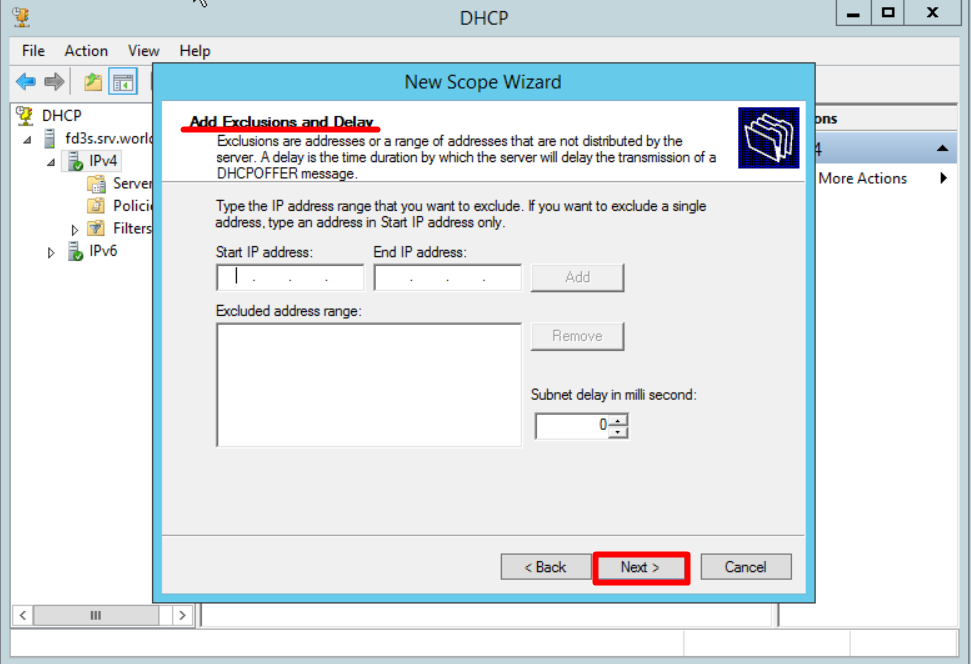 DHCP
File Action View Help
New Scope Wizard
DHCP
fd3s.srv.world
IPv4
Server
Policie
Filters
IPv6
Add Exclusions and Delay
Exclusions are addresses or a range of addresses that are not distributed by the
server. A delay is the time duration by which the server will delay the transmission of a
DHCPOFFER message.
Type the IP address range that you want to exclude. If you want to exclude a single
address, type an address in Start IP address only.
Start IP address: End IP address:
. . . . . . Add
Excluded address range:
Remove
Subnet delay in milli second:
0
< Back Next > Cancel
ons
4
More Actions